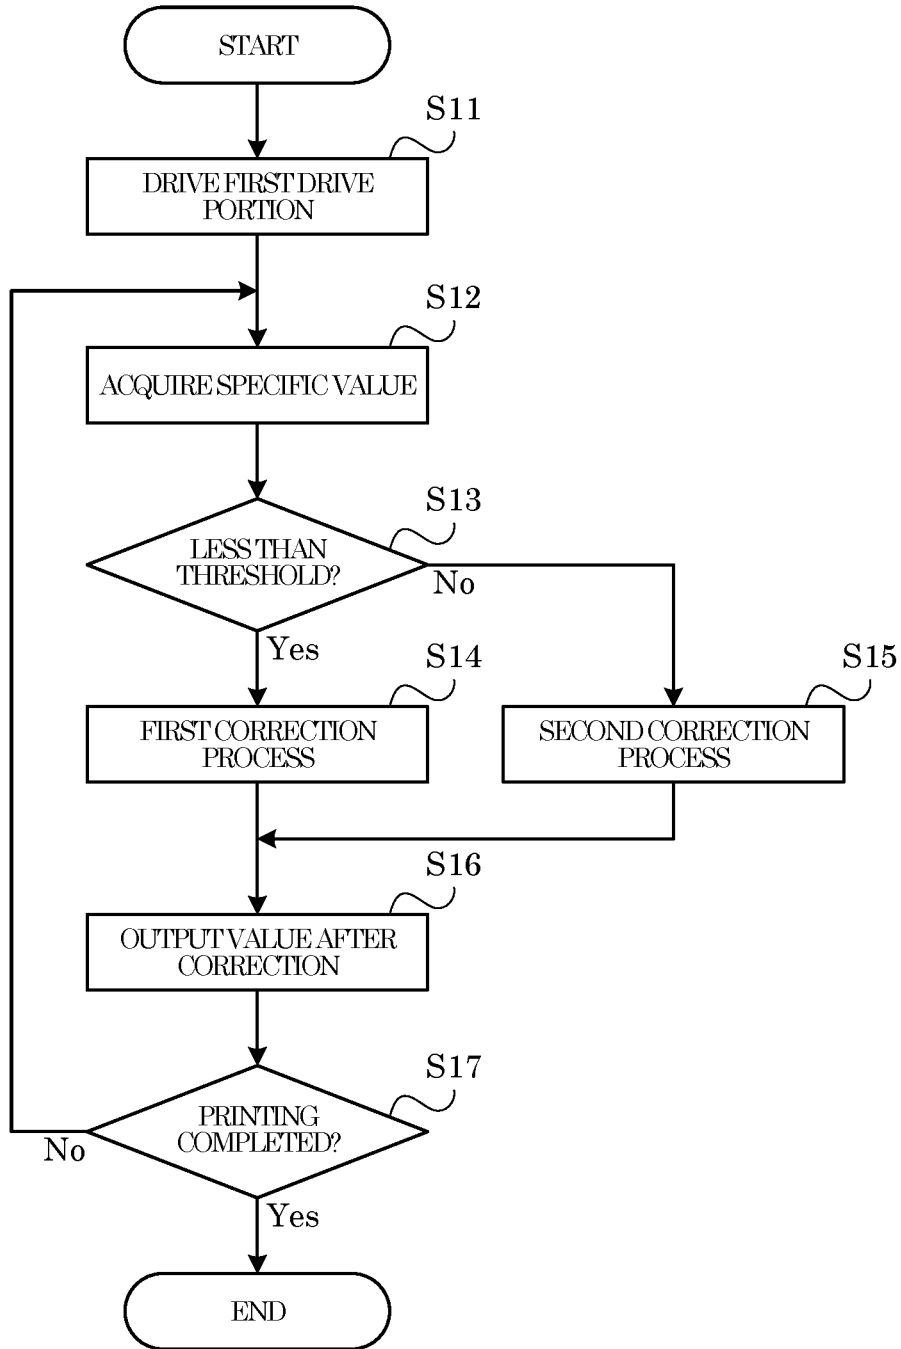 START
S11
DRIVE FIRST DRIVE
PORTION
S12
ACQUIRE SPECIFIC VALUE
S13
LESS THAN
THRESHOLD?
No
Yes
S14
FIRST CORRECTION
PROCESS
S15
SECOND CORRECTION
PROCESS
S16
OUTPUT VALUE AFTER
CORRECTION
S17
PRINTING
COMPLETED?
No
Yes
END